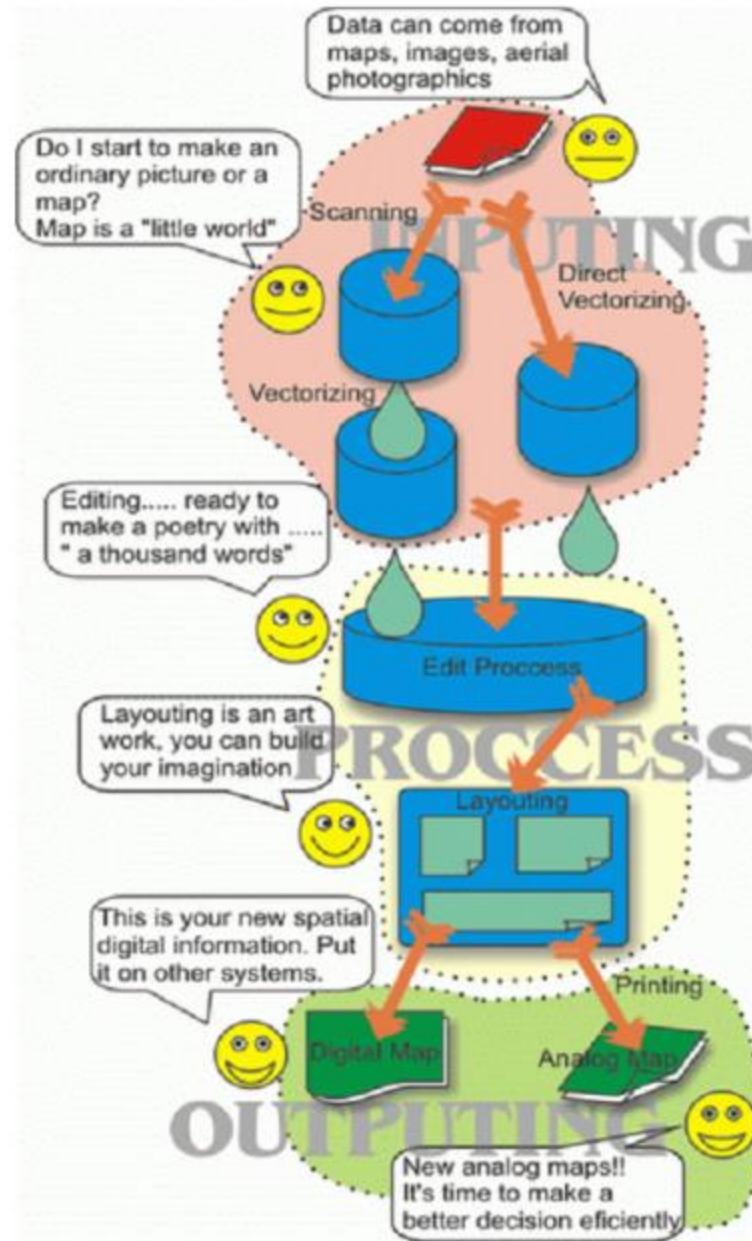 Data can come from
maps, images, aerial
photographics
Do I start to make an
ordinary picture or a
map?
Map is a "little world"
Scanning
INPUTING
Direct
Vectorizing
Vectorizing
Editing..... ready to
make a poetry with .....
" a thousand words"
Edit Proccess
Layouting is an art
work, you can build
your imagination
PROCCESS
Layouting
This is your new spatial
digital information. Put
it on other systems.
Printing
Digital Map
Analog Map
OUTPUTING
New analog maps!!
It's time to make a
better decision eficiently